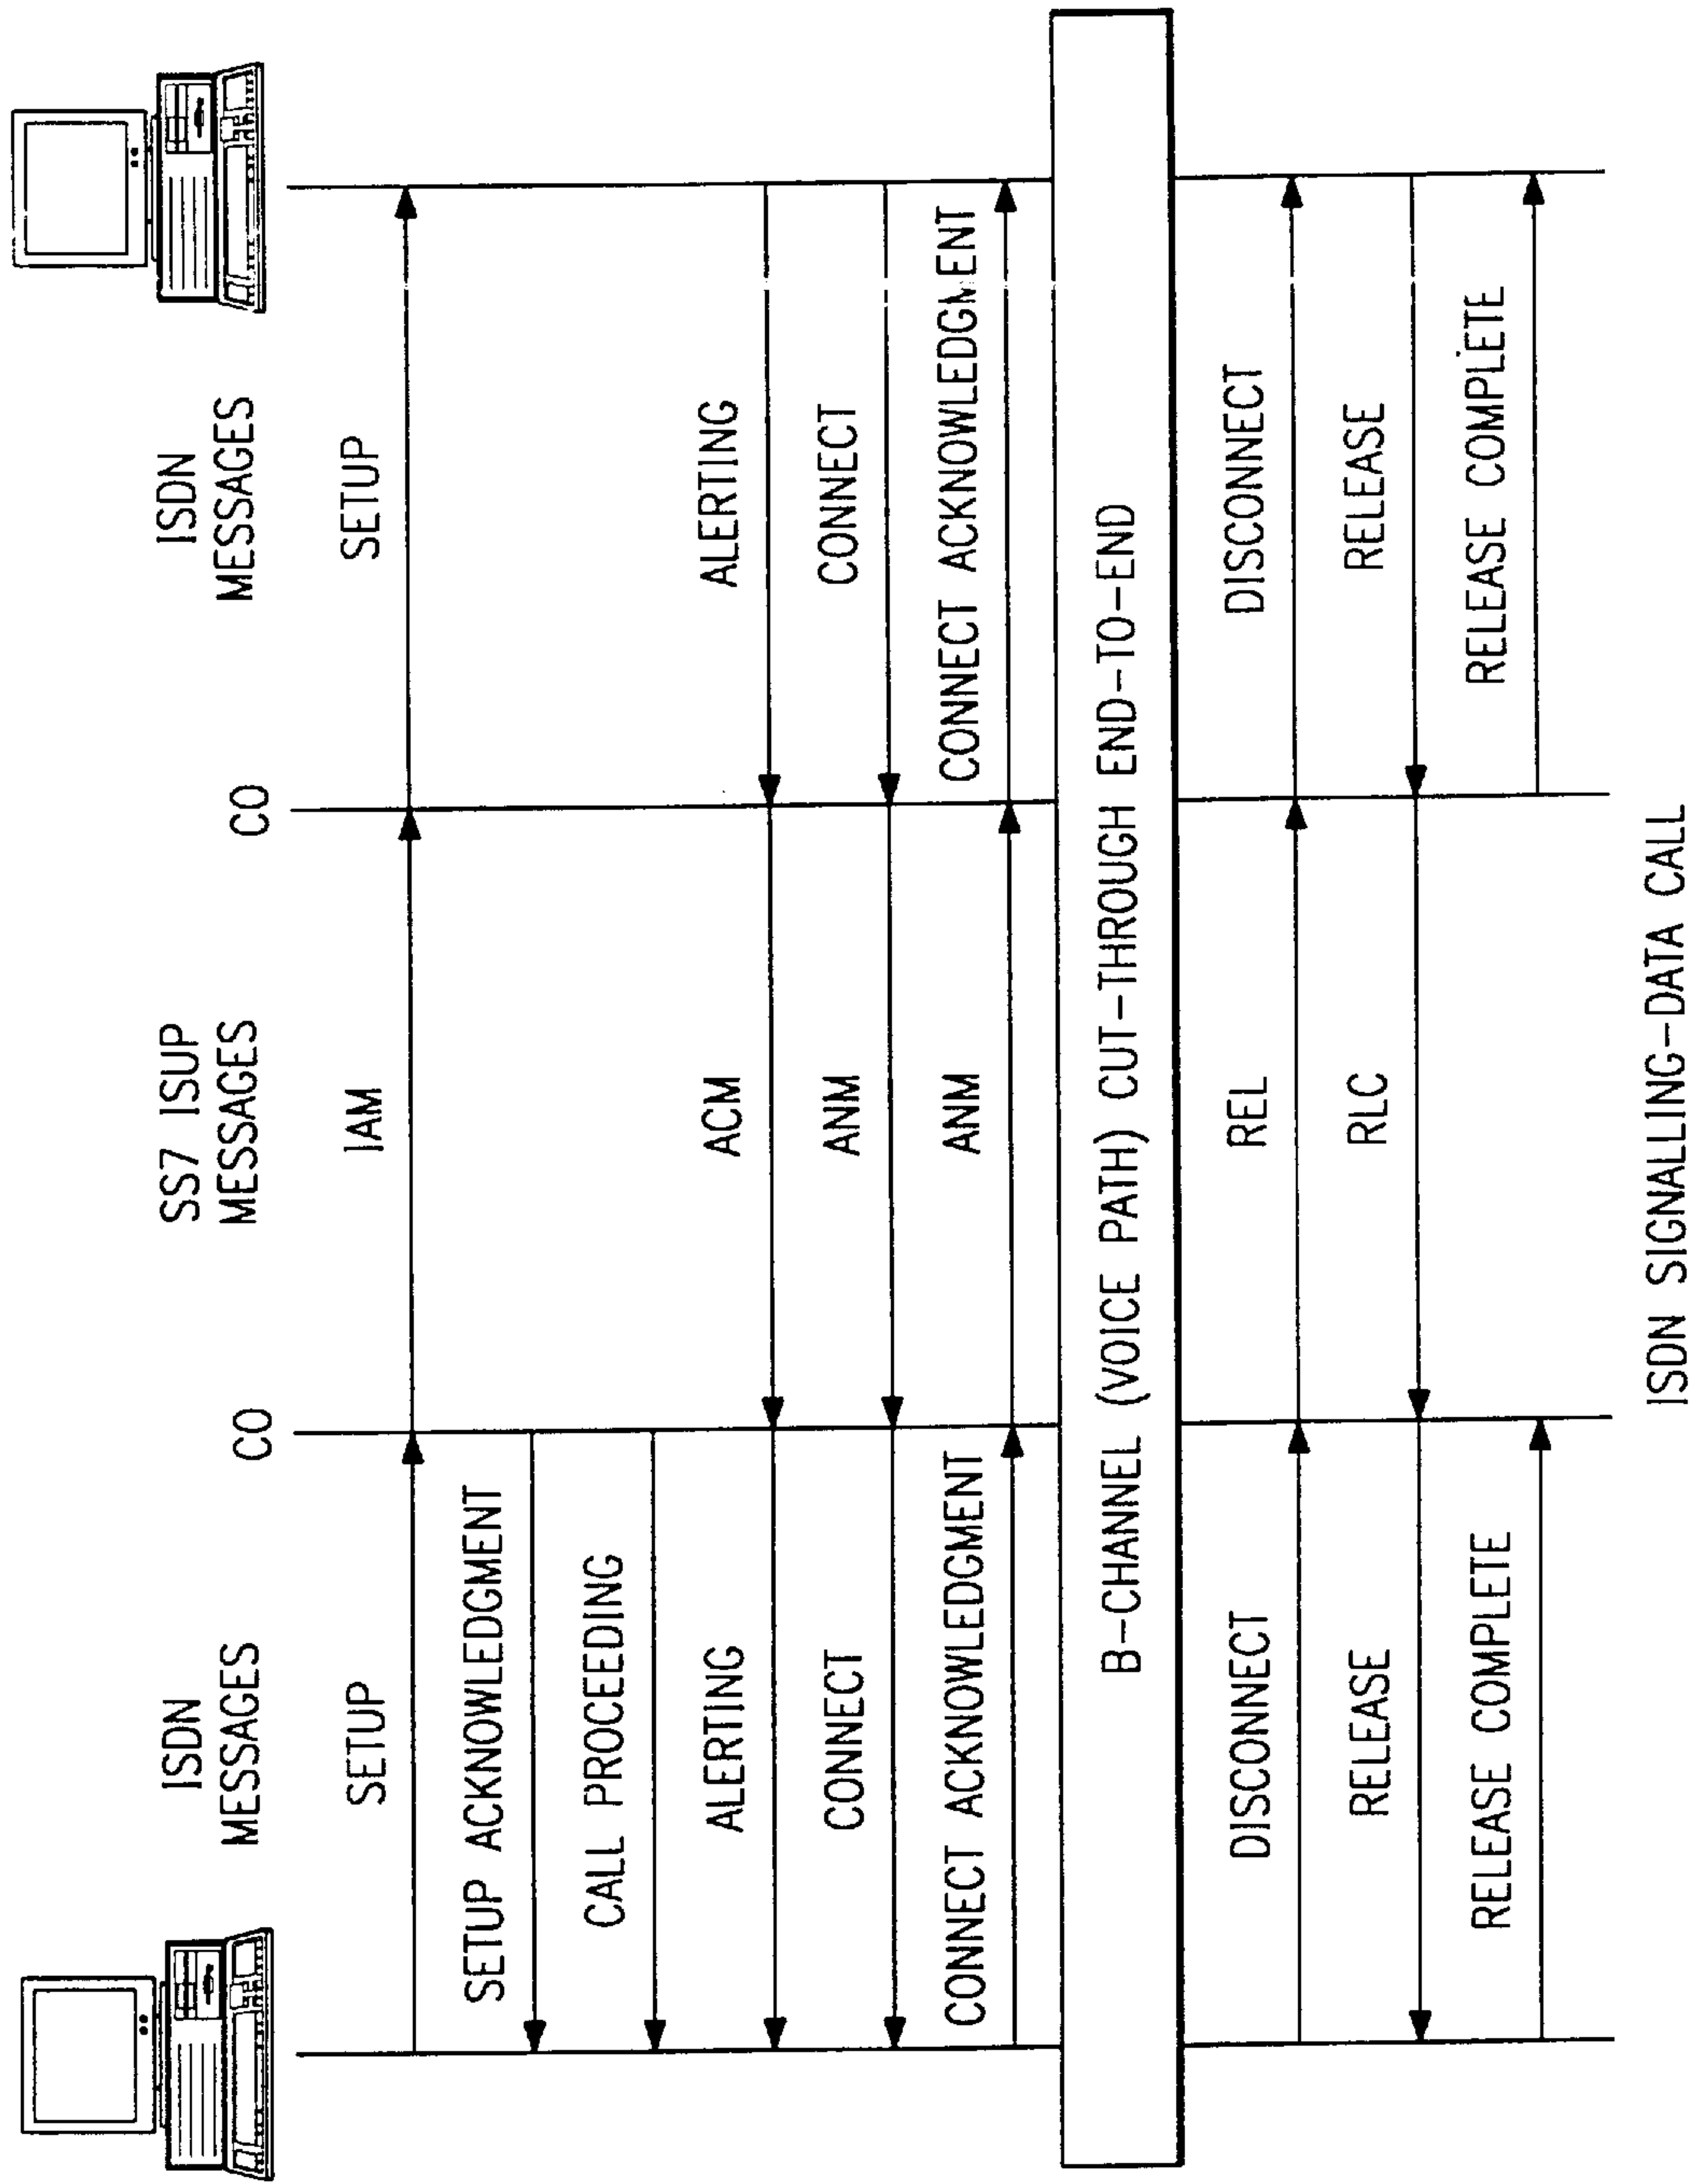 ISDN
MESSAGES
CO
SS7 ISUP
MESSAGES
CO
ISDN
MESSAGES
SETUP
IAM
SETUP
SETUP ACKNOWLEDGMENT
CALL PROCEEDING
ALERTING
ACM
ALERTING
CONNECT
ANM
CONNECT
CONNECT ACKNOWLEDGMENT
ANM
CONNECT ACKNOWLEDGMENT
B-CHANNEL (VOICE PATH) CUT-THROUGH END-TO-END
DISCONNECT
REL
DISCONNECT
RELEASE
RLC
RELEASE
RELEASE COMPLETE
RELEASE COMPLETE
ISDN SIGNALLING-DATA CALL